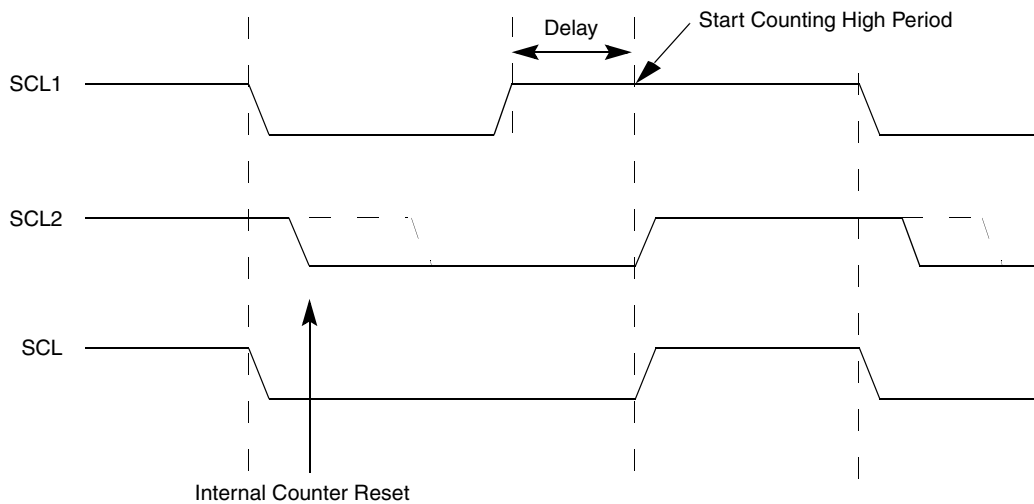 Start Counting High Period
Delay
SCL1
SCL2
SCL
Internal Counter Reset